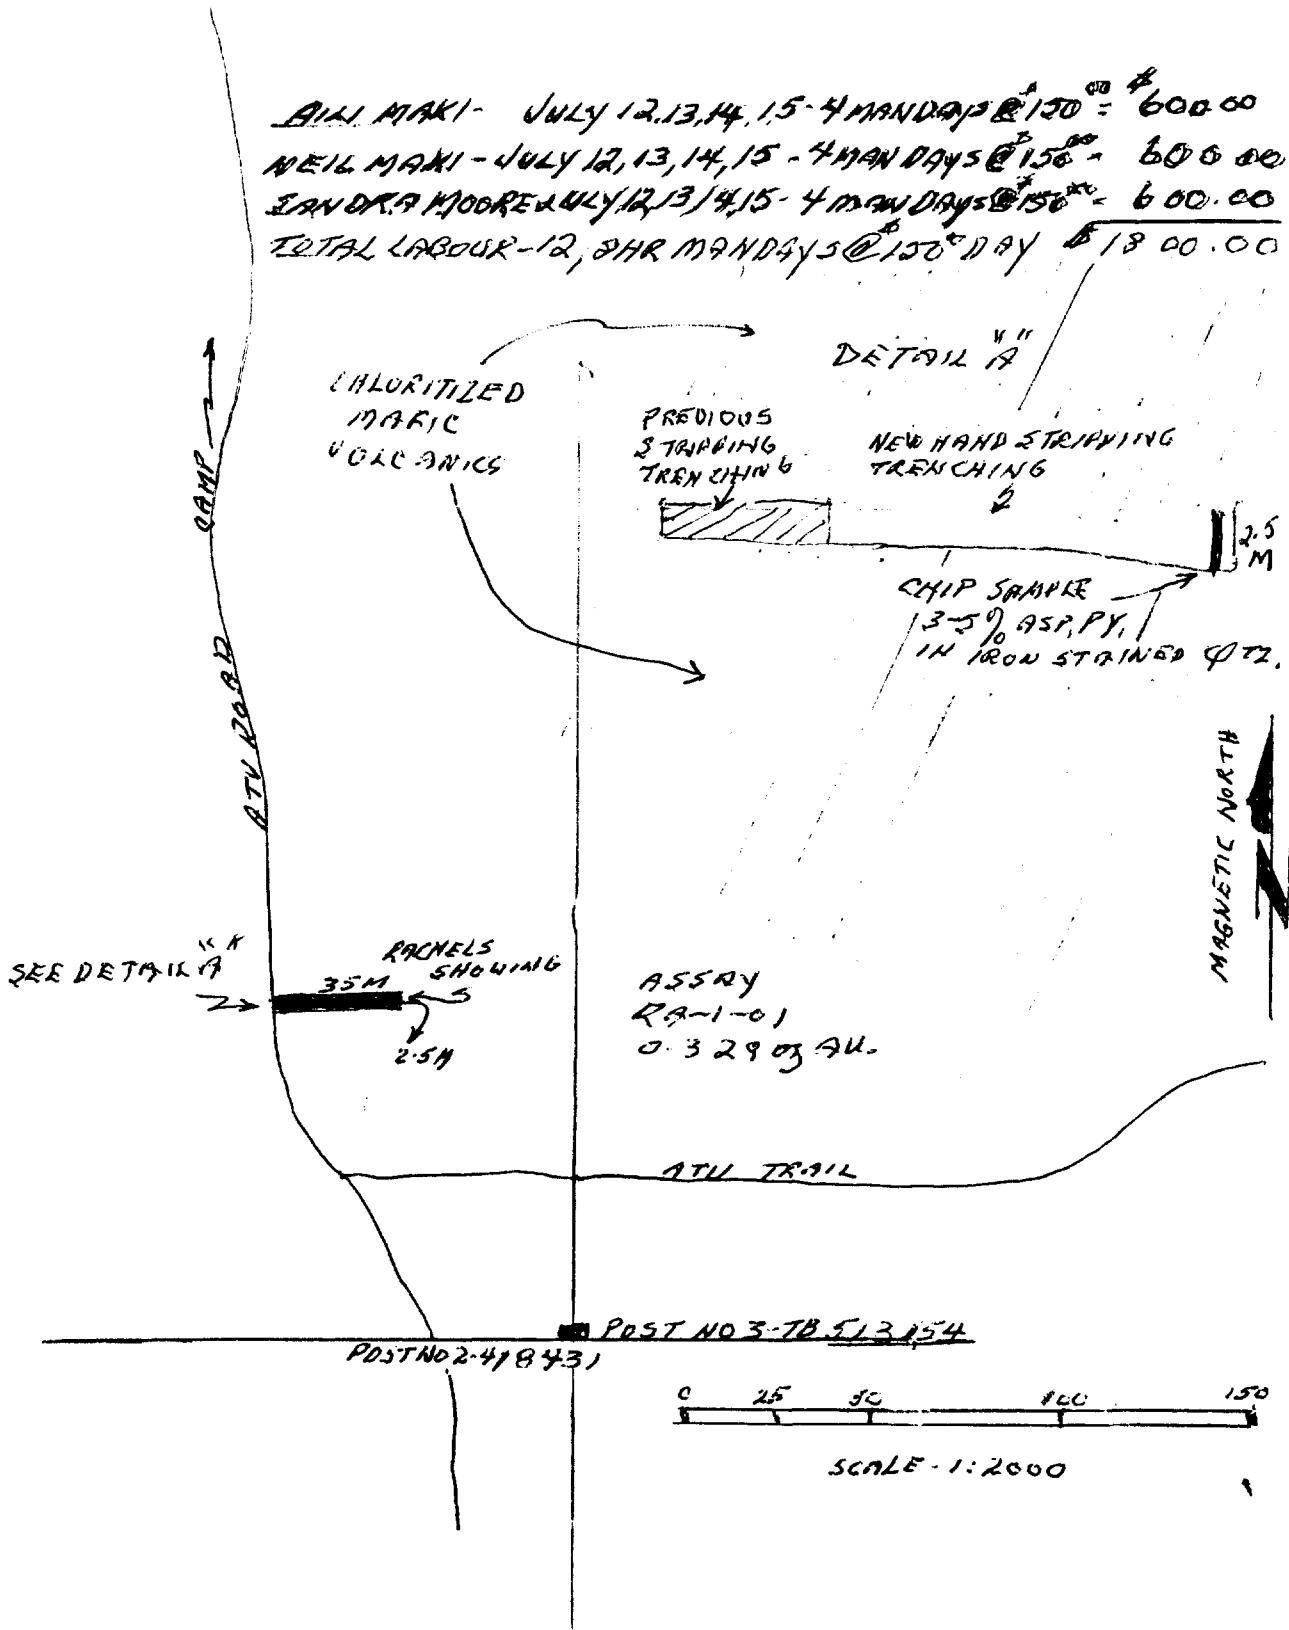 AILI MAKI - JULY 12,13,14,15 - 4 MANDAYS @ $150.00 = $600.00
NEIL MAKI - JULY 12,13,14,15 - 4 MAN DAYS @ $150.00 - 600.00
SANDRA MOORE JULY 12,13,14,15 - 4 MAN DAYS @ $150.00 - 600.00
TOTAL LABOUR - 12, 8HR MANDAYS @ $150 DAY $1800.00
DETAIL "A"
CHLORITIZED
MAFIC
VOLCANICS
PREVIOUS
STRIPPING
TRENCHING
NEW HAND STRIPPING
TRENCHING
CAMP
2.5
M
CHIP SAMPLE
3-5% ASP, PY,
IN IRON STAINED QTZ.
ATV ROAD
MAGNETIC NORTH
N
SEE DETAIL "A"
35M
RACHELS
SHOWING
2.5M
ASSAY
RA-1-01
0.329 oz AU.
ATV TRAIL
POST NO 3-TB 513154
POST NO 2-418431
0 25 50 100 150
SCALE - 1:2000